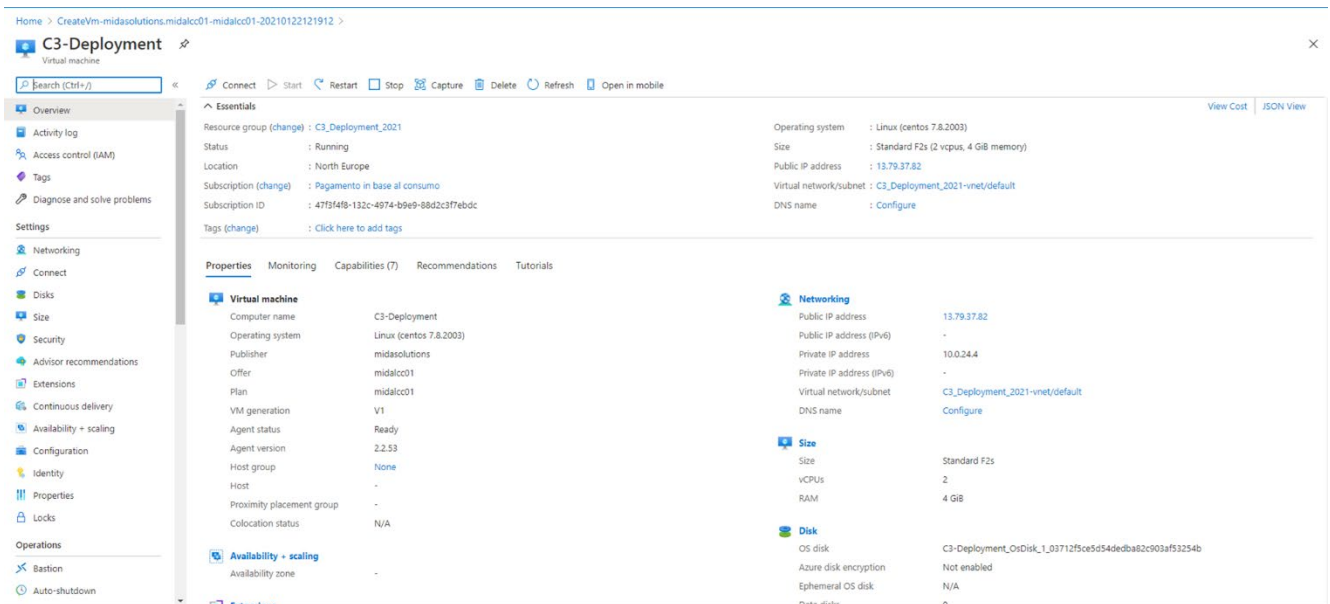 Home > CreateVm-midasolutions.midalcc01-midalcc01-20210122121912 >
C3-Deployment
Virtual machine
Search (Ctrl+/)
«
Overview
Activity log
Access control (IAM)
Tags
Diagnose and solve problems
Settings
Networking
Connect
Disks
Size
Security
Advisor recommendations
Extensions
Continuous delivery
Availability + scaling
Configuration
Identity
Properties
Locks
Operations
Bastion
Auto-shutdown
Connect Start Restart Stop Capture Delete Refresh Open in mobile
Essentials
View Cost JSON View
Resource group (change) : C3_Deployment_2021
Status : Running
Location : North Europe
Subscription (change) : Pagamento in base al consumo
Subscription ID : 47f3f4f8-132c-4974-b9e9-88d2c3f7ebdc
Tags (change) : Click here to add tags
Operating system : Linux (centos 7.8.2003)
Size : Standard F2s (2 vcpus, 4 GiB memory)
Public IP address : 13.79.37.82
Virtual network/subnet : C3_Deployment_2021-vnet/default
DNS name : Configure
Properties Monitoring Capabilities (7) Recommendations Tutorials
Virtual machine
Computer name C3-Deployment
Operating system Linux (centos 7.8.2003)
Publisher midasolutions
Offer midalcc01
Plan midalcc01
VM generation V1
Agent status Ready
Agent version 2.2.53
Host group None
Host -
Proximity placement group -
Colocation status N/A
Availability + scaling
Availability zone -
Networking
Public IP address 13.79.37.82
Public IP address (IPv6) -
Private IP address 10.0.24.4
Private IP address (IPv6) -
Virtual network/subnet C3_Deployment_2021-vnet/default
DNS name Configure
Size
Size Standard F2s
vCPUs 2
RAM 4 GiB
Disk
OS disk C3-Deployment_OsDisk_1_03712f5ce5d54dedba82c903af53254b
Azure disk encryption Not enabled
Ephemeral OS disk N/A